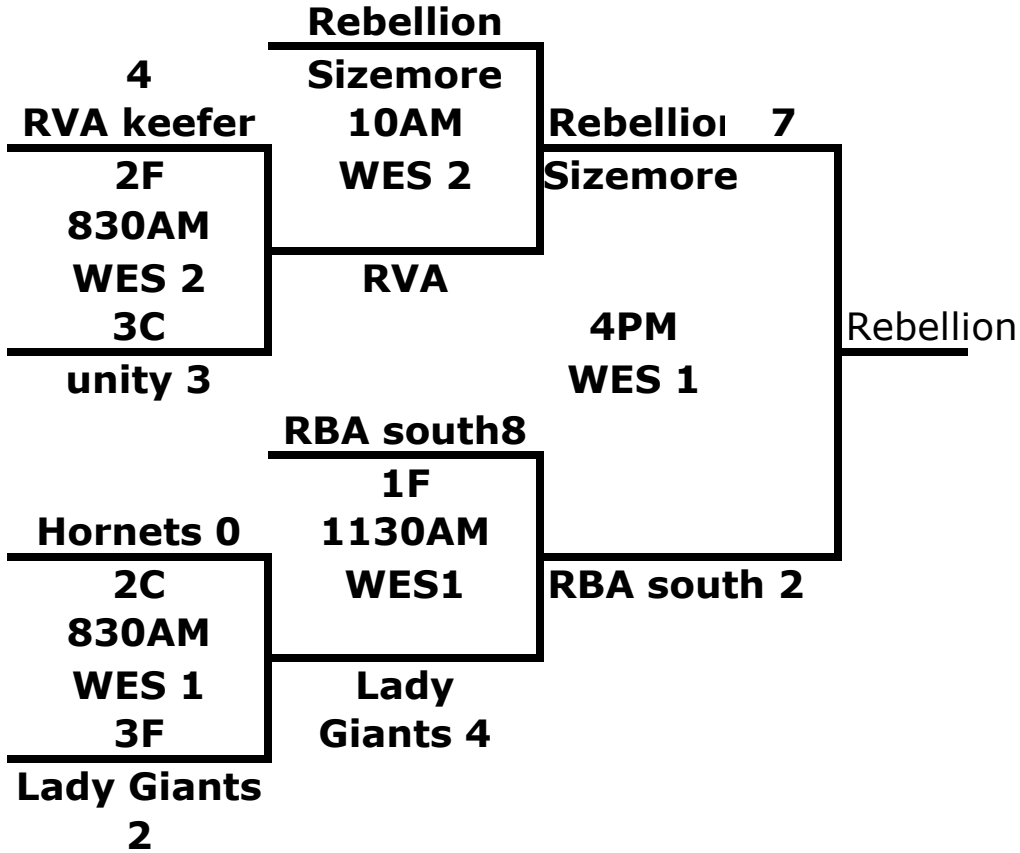 Rebellion
Sizemore
10AM
WES 2
RVA
4
RVA keefer
2F
830AM
WES 2
3C
unity 3
Rebellion 7
Sizemore
4PM
WES 1
Rebellion
RBA south8
1F
1130AM
WES1
Lady
Giants 4
Hornets 0
2C
830AM
WES 1
3F
Lady Giants
2
RBA south 2